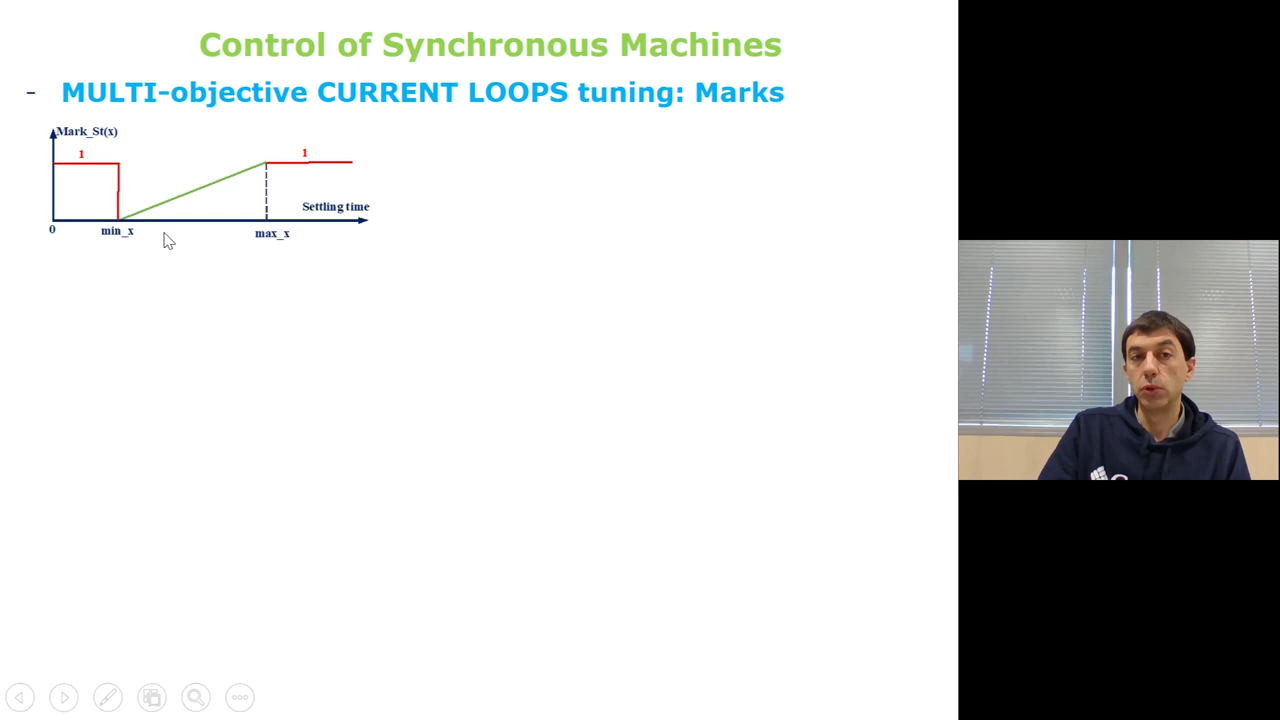 Control of Synchronous Machines
- MULTI-objective CURRENT LOOPS tuning: Marks
Mark_St(x)
1
1
Settling time
0
min_x
max_x